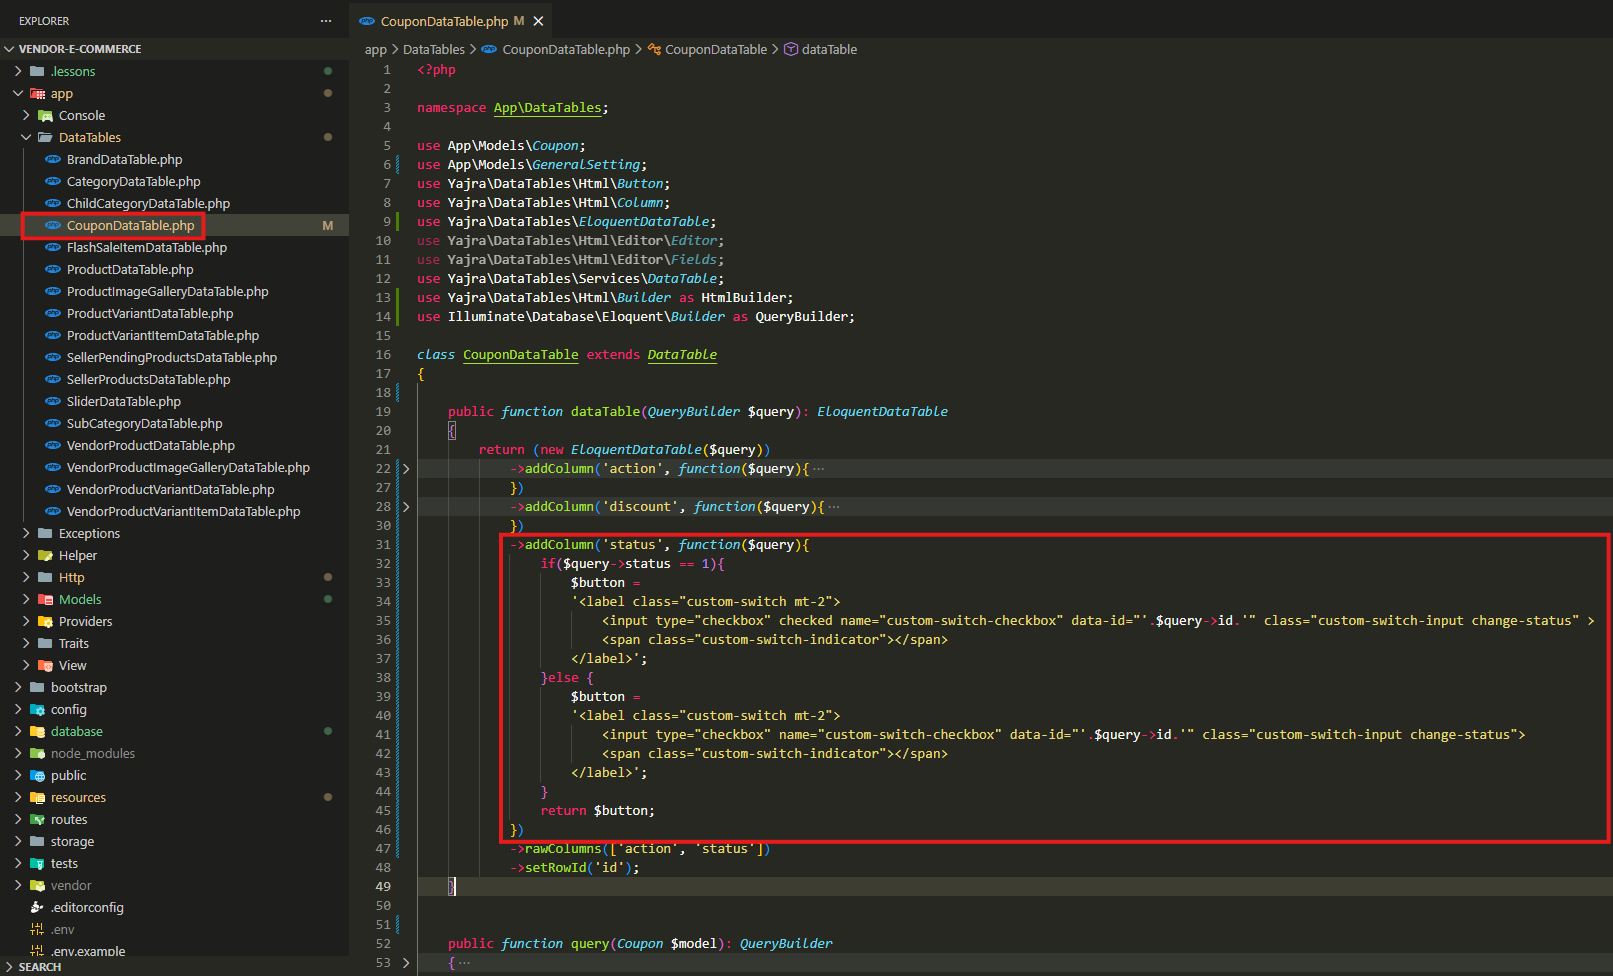 EXPLORER
···
VENDOR-E-COMMERCE
.lessons
app
Console
DataTables
BrandDataTable.php
CategoryDataTable.php
ChildCategoryDataTable.php
CouponDataTable.php M
FlashSaleItemDataTable.php
ProductDataTable.php
ProductImageGalleryDataTable.php
ProductVariantDataTable.php
ProductVariantItemDataTable.php
SellerPendingProductsDataTable.php
SellerProductsDataTable.php
SliderDataTable.php
SubCategoryDataTable.php
VendorProductDataTable.php
VendorProductImageGalleryDataTable.php
VendorProductVariantDataTable.php
VendorProductVariantItemDataTable.php
Exceptions
Helper
Http
Models
Providers
Traits
View
bootstrap
config
database
node_modules
public
resources
routes
storage
tests
vendor
.editorconfig
.env
.env.example
SEARCH
CouponDataTable.php M
app > DataTables > CouponDataTable.php > CouponDataTable > dataTable
1 <?php
2
3 namespace App\DataTables;
4
5 use App\Models\Coupon;
6 use App\Models\GeneralSetting;
7 use Yajra\DataTables\Html\Button;
8 use Yajra\DataTables\Html\Column;
9 use Yajra\DataTables\EloquentDataTable;
10 use Yajra\DataTables\Html\Editor\Editor;
11 use Yajra\DataTables\Html\Editor\Fields;
12 use Yajra\DataTables\Services\DataTable;
13 use Yajra\DataTables\Html\Builder as HtmlBuilder;
14 use Illuminate\Database\Eloquent\Builder as QueryBuilder;
15
16 class CouponDataTable extends DataTable
17 {
18
19 public function dataTable(QueryBuilder $query): EloquentDataTable
20 {
21 return (new EloquentDataTable($query))
22 ->addColumn('action', function($query){ ···
27 })
28 ->addColumn('discount', function($query){ ···
30 })
31 ->addColumn('status', function($query){
32 if($query->status == 1){
33 $button =
34 '<label class="custom-switch mt-2">
35 <input type="checkbox" checked name="custom-switch-checkbox" data-id="'.$query->id.'" class="custom-switch-input change-status" >
36 <span class="custom-switch-indicator"></span>
37 </label>';
38 }else {
39 $button =
40 '<label class="custom-switch mt-2">
41 <input type="checkbox" name="custom-switch-checkbox" data-id="'.$query->id.'" class="custom-switch-input change-status">
42 <span class="custom-switch-indicator"></span>
43 </label>';
44 }
45 return $button;
46 })
47 ->rawColumns(['action', 'status'])
48 ->setRowId('id');
49 }
50
51
52 public function query(Coupon $model): QueryBuilder
53 { ···